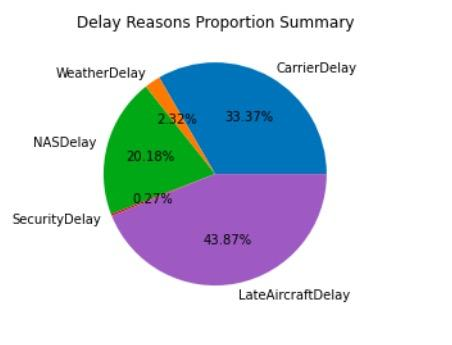 Delay Reasons Proportion Summary
CarrierDelay
33.37%
WeatherDelay
2.32%
NASDelay
20.18%
SecurityDelay
0.27%
LateAircraftDelay
43.87%